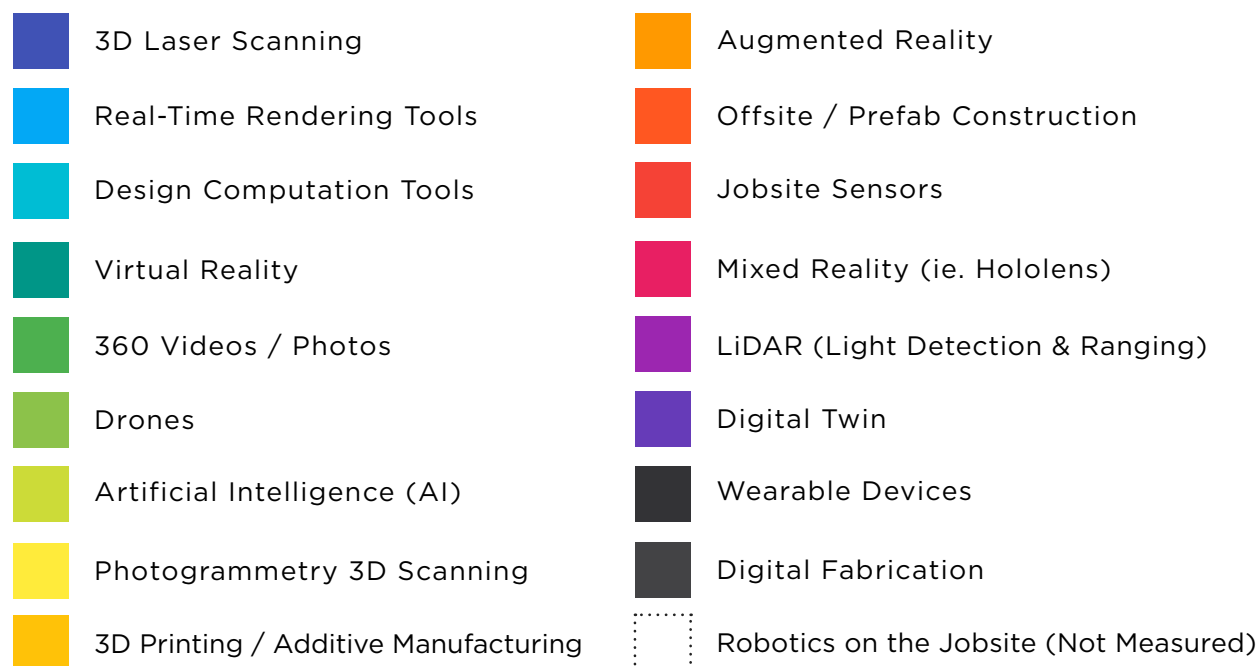 3D Laser Scanning
Real-Time Rendering Tools
Design Computation Tools
Virtual Reality
360 Videos / Photos
Drones
Artificial Intelligence (AI)
Photogrammetry 3D Scanning
3D Printing / Additive Manufacturing
Augmented Reality
Offsite / Prefab Construction
Jobsite Sensors
Mixed Reality (ie. Hololens)
LiDAR (Light Detection & Ranging)
Digital Twin
Wearable Devices
Digital Fabrication
Robotics on the Jobsite (Not Measured)